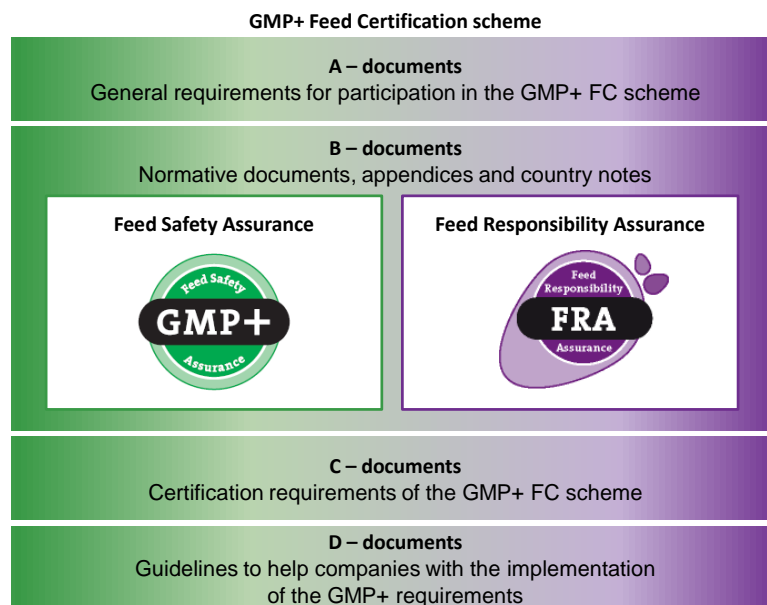 GMP+ Feed Certification scheme
A – documents
General requirements for participation in the GMP+ FC scheme
B – documents
Normative documents, appendices and country notes
Feed Safety Assurance
Feed Safety
GMP+
Assurance
Feed Responsibility Assurance
Feed
Responsibility
FRA
Assurance
C – documents
Certification requirements of the GMP+ FC scheme
D – documents
Guidelines to help companies with the implementation
of the GMP+ requirements